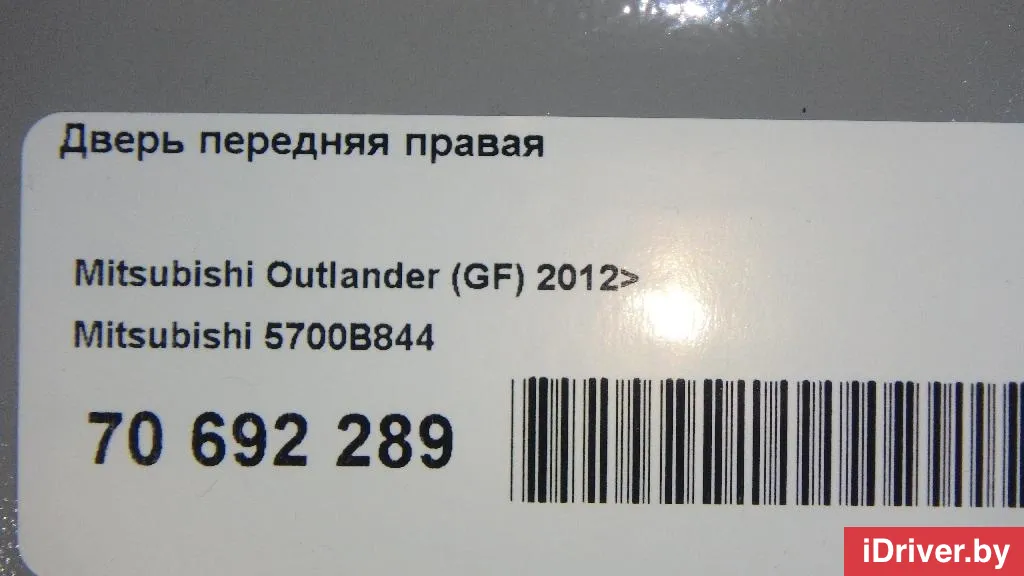 Дверь передняя правая
Mitsubishi Outlander (GF) 2012>
Mitsubishi 5700B844
70 692 289
iDriver.by